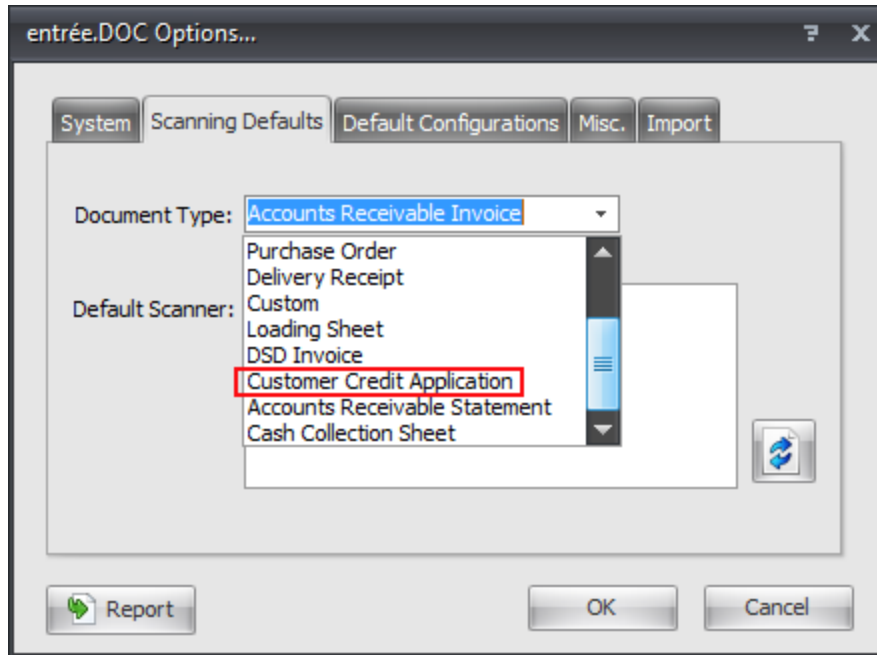 entrée.DOC Options...
System Scanning Defaults Default Configurations Misc. Import
Document Type: Accounts Receivable Invoice
Purchase Order
Delivery Receipt
Default Scanner: Custom
Loading Sheet
DSD Invoice
Customer Credit Application
Accounts Receivable Statement
Cash Collection Sheet
Report OK Cancel